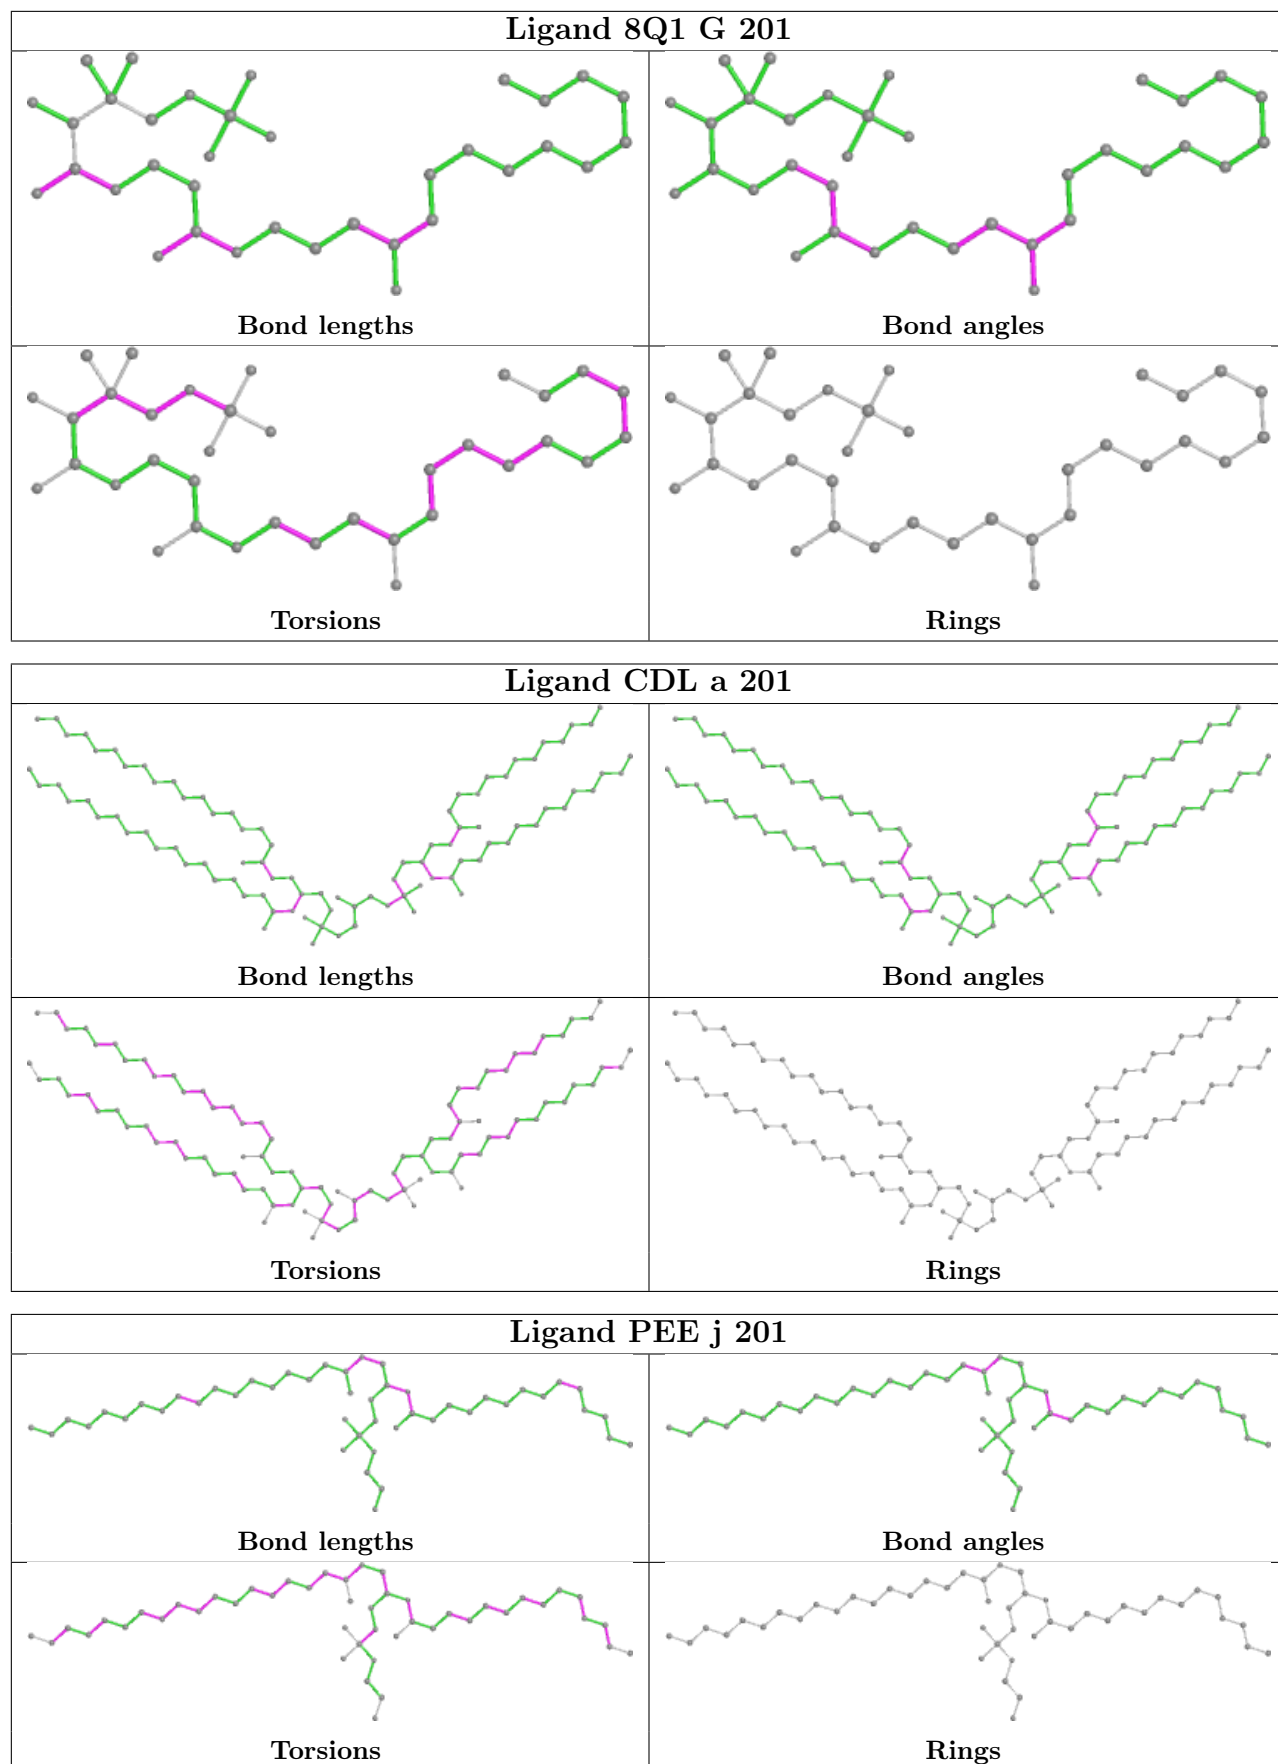 Ligand 8Q1 G 201
Bond lengths
Bond angles
Torsions
Rings
Ligand CDL a 201
Bond lengths
Bond angles
Torsions
Rings
Ligand PEE j 201
Bond lengths
Bond angles
Torsions
Rings